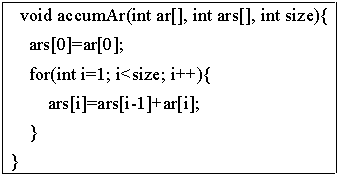 void accumAr(int ar[], int ars[], int size){
ars[0]=ar[0];
for(int i=1; i<size; i++){
ars[i]=ars[i-1]+ar[i];
}
}